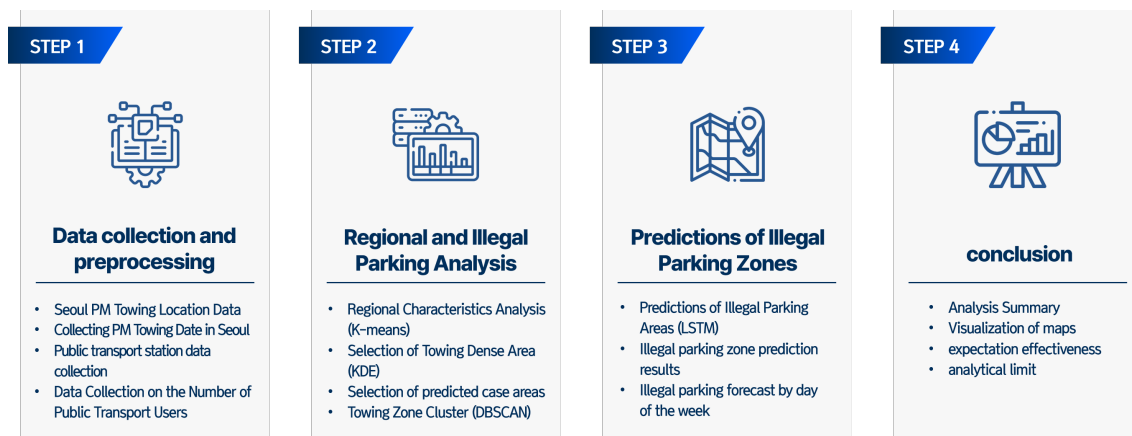 STEP 1
Data collection and
preprocessing
• Seoul PM Towing Location Data
• Collecting PM Towing Date in Seoul
• Public transport station data
collection
• Data Collection on the Number of
Public Transport Users
STEP 2
Regional and Illegal
Parking Analysis
• Regional Characteristics Analysis
(K-means)
• Selection of Towing Dense Area
(KDE)
• Selection of predicted case areas
• Towing Zone Cluster (DBSCAN)
STEP 3
Predictions of Illegal
Parking Zones
• Predictions of Illegal Parking
Areas (LSTM)
• Illegal parking zone prediction
results
• Illegal parking forecast by day
of the week
STEP 4
conclusion
• Analysis Summary
• Visualization of maps
• expectation effectiveness
• analytical limit